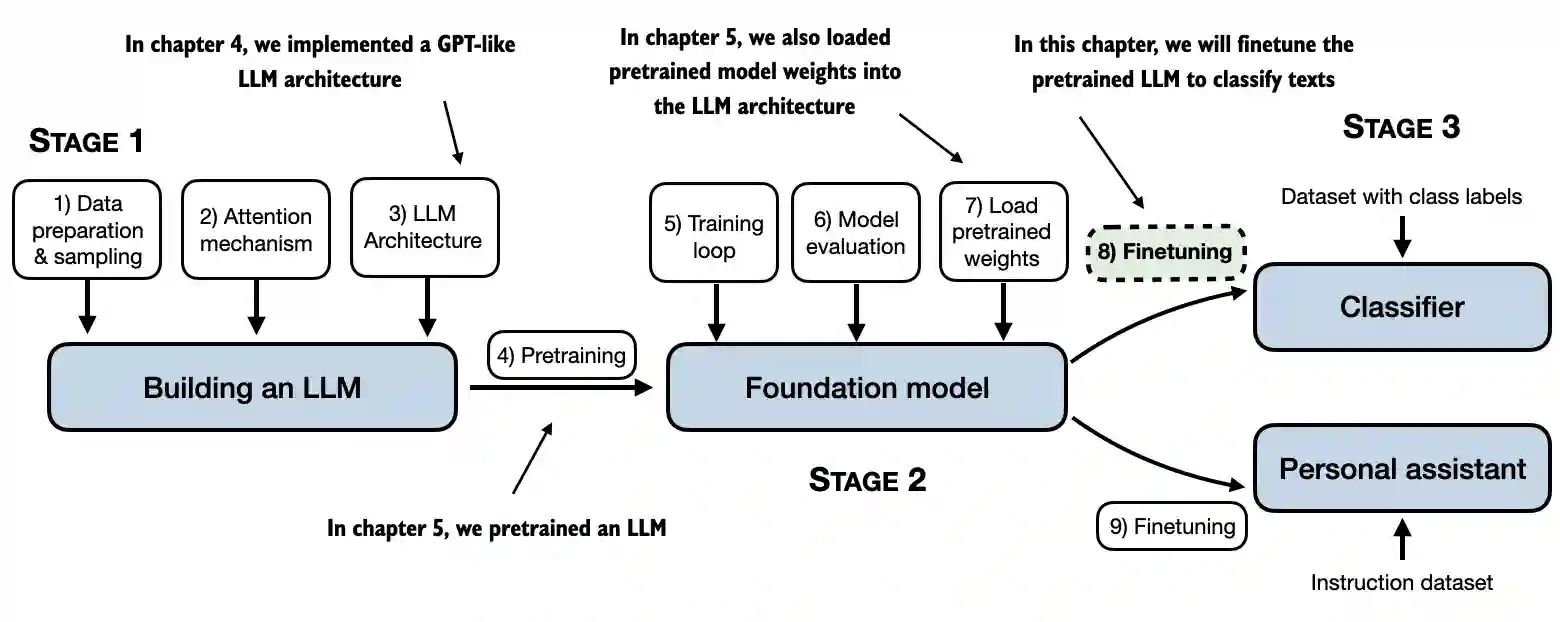 In chapter 4, we implemented a GPT-like
LLM architecture
In chapter 5, we also loaded
pretrained model weights into
the LLM architecture
In this chapter, we will finetune the
pretrained LLM to classify texts
STAGE 1
STAGE 3
1) Data
preparation
& sampling
2) Attention
mechanism
3) LLM
Architecture
5) Training
loop
6) Model
evaluation
7) Load
pretrained
weights
8) Finetuning
Dataset with class labels
Classifier
4) Pretraining
Building an LLM
Foundation model
STAGE 2
Personal assistant
9) Finetuning
In chapter 5, we pretrained an LLM
Instruction dataset